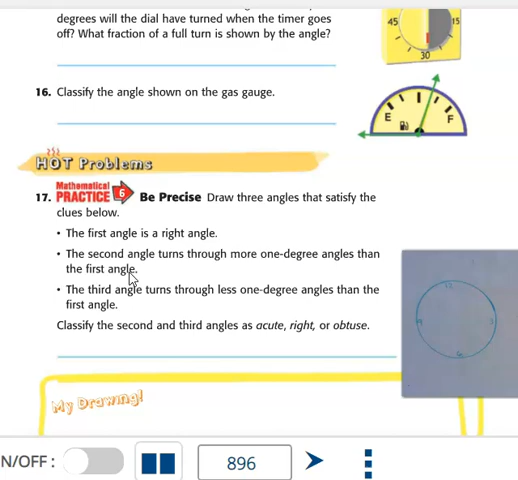 degrees will the dial have turned when the timer goes
off? What fraction of a full turn is shown by the angle?
45
15
30
16. Classify the angle shown on the gas gauge.
E
F
HOT Problems
17. Mathematical
PRACTICE 6 Be Precise Draw three angles that satisfy the
clues below.
• The first angle is a right angle.
• The second angle turns through more one-degree angles than
the first angle.
• The third angle turns through less one-degree angles than the
first angle.
Classify the second and third angles as acute, right, or obtuse.
My Drawing!
N/OFF :
896